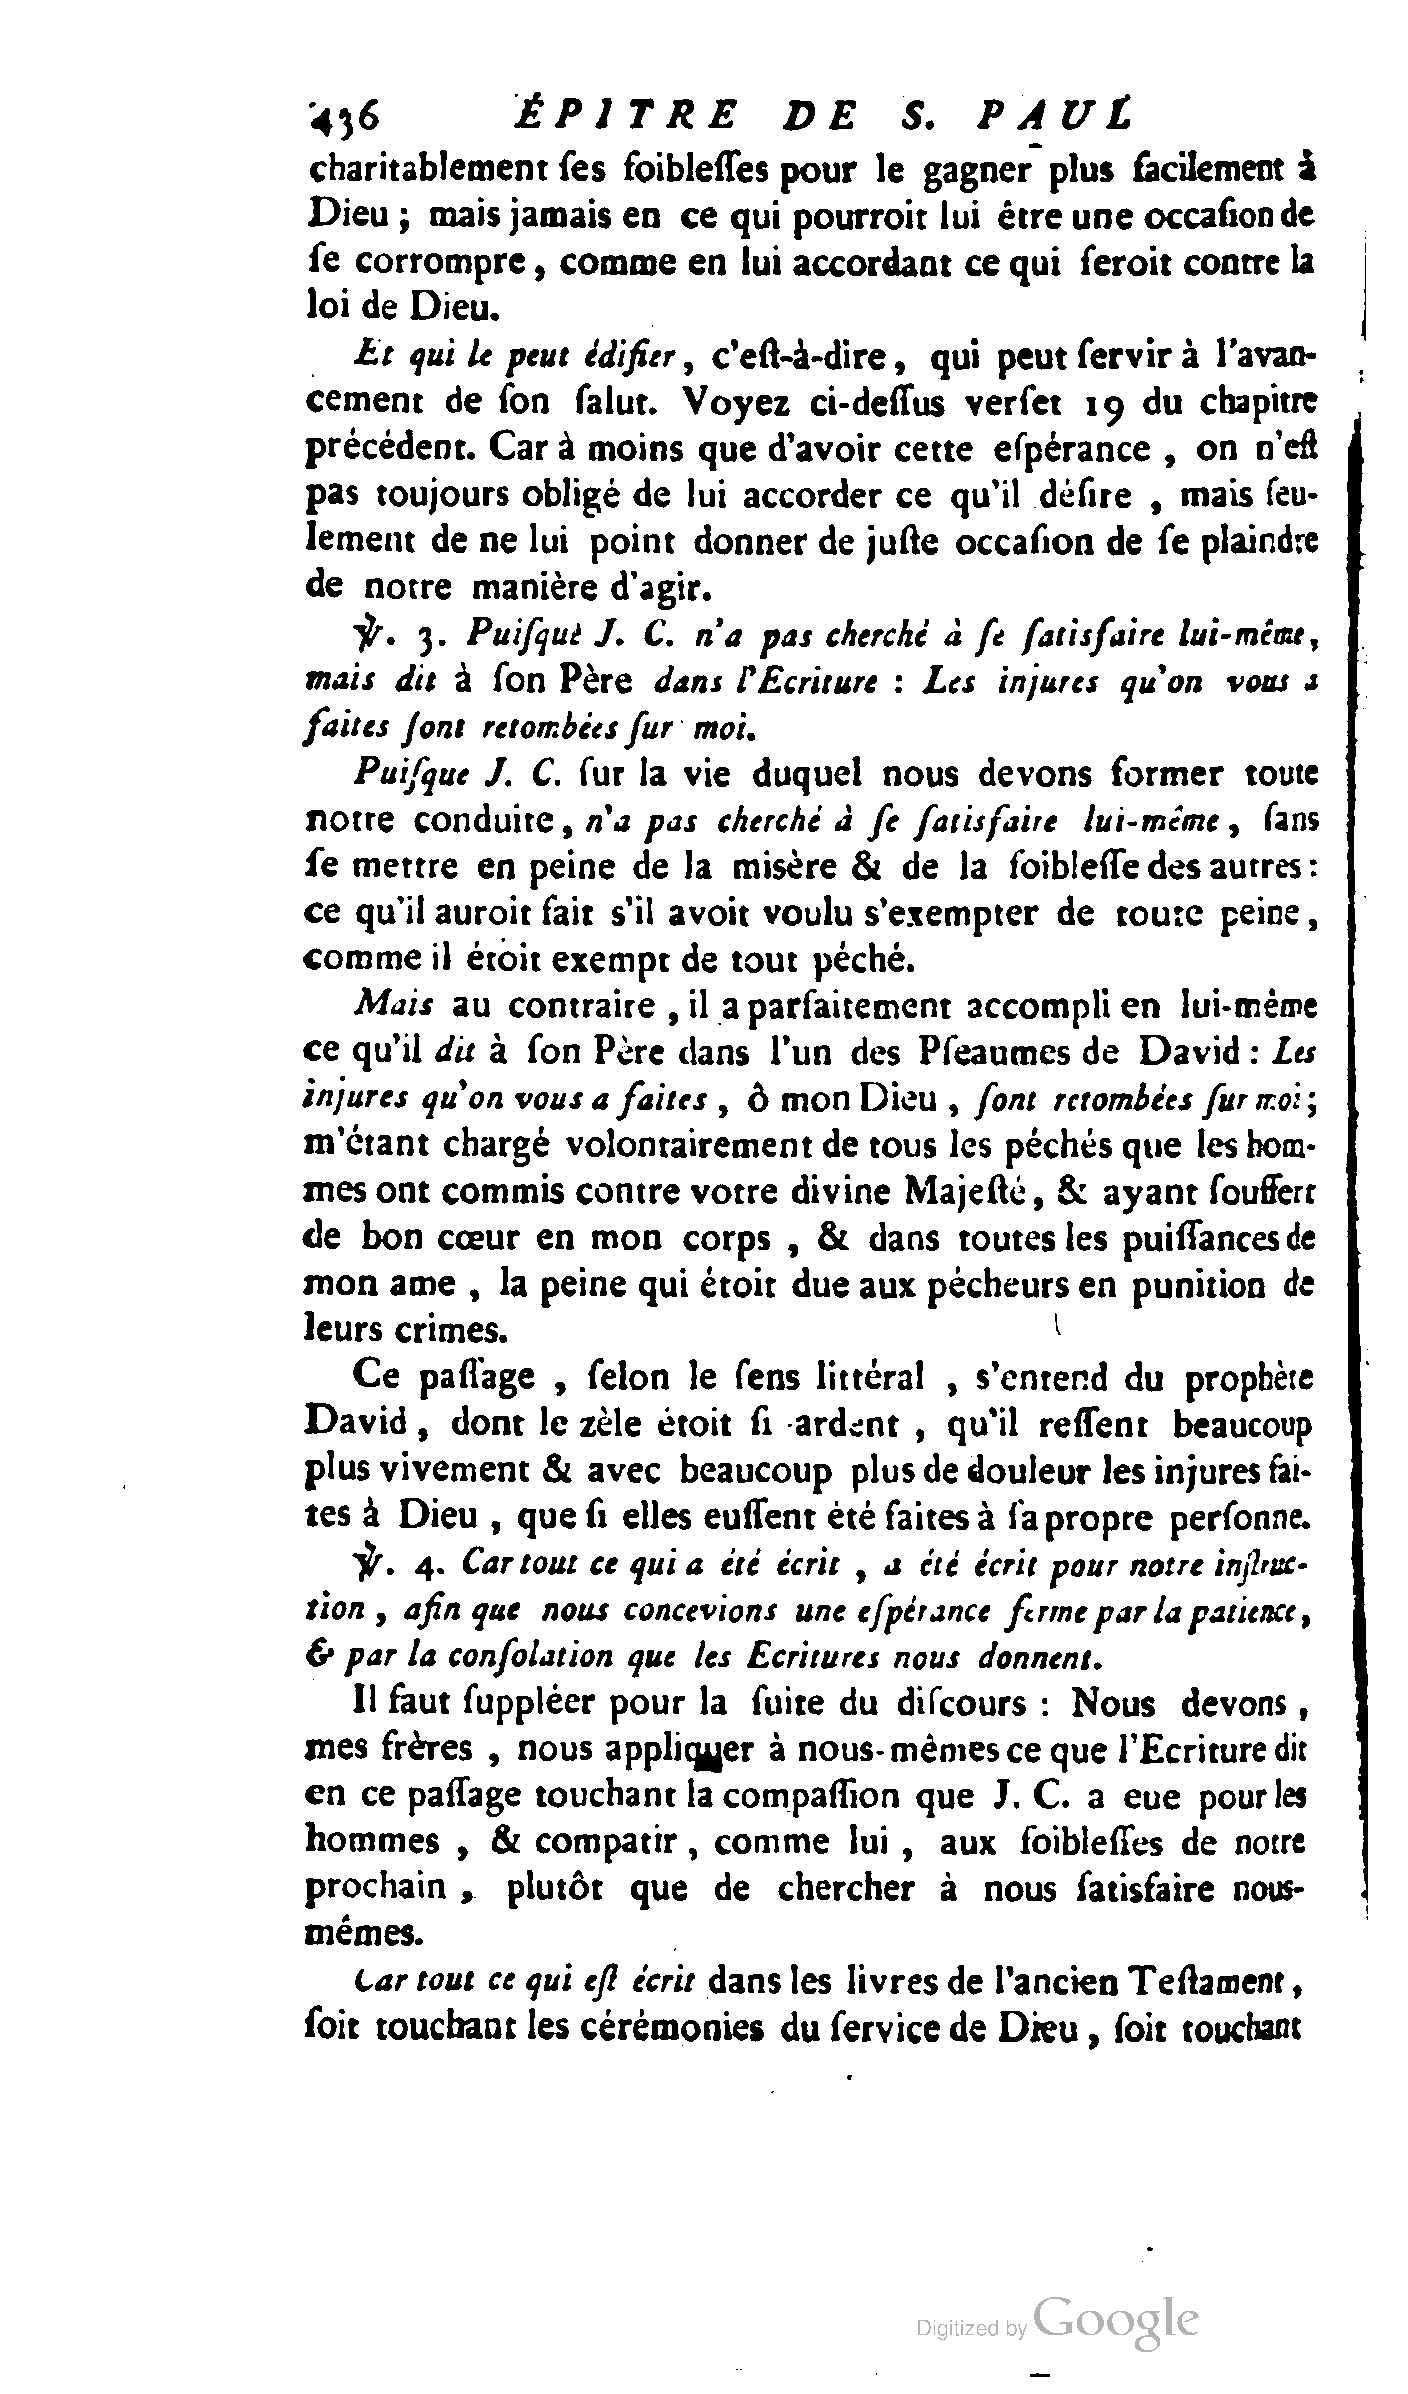 436 ÉPITRE DE S. PAUL
charitablement ſes foibleſſes pour le gagner plus facilement à
Dieu ; mais jamais en ce qui pourroit lui être une occaſion de
ſe corrompre, comme en lui accordant ce qui ſeroit contre la
loi de Dieu.
Et qui le peut édifier, c'eſt-à-dire, qui peut ſervir à l'avan-
cement de ſon ſalut. Voyez ci-deſſus verſet 19 du chapitre
précédent. Car à moins que d'avoir cette eſpérance , on n'eſt
pas toujours obligé de lui accorder ce qu'il déſire , mais ſeu-
lement de ne lui point donner de juſte occaſion de ſe plaindre
de notre manière d'agir.
℣. 3. Puiſque J. C. n'a pas cherché à ſe ſatisfaire lui-même,
mais dit à ſon Père dans l'Ecriture : Les injures qu'on vous a
faites ſont retombées ſur moi.
Puiſque J. C. ſur la vie duquel nous devons former toute
notre conduite, n'a pas cherché à ſe ſatisfaire lui-même, ſans
ſe mettre en peine de la misère & de la foibleſſe des autres :
ce qu'il auroit fait s'il avoit voulu s'exempter de toute peine,
comme il étoit exempt de tout péché.
Mais au contraire , il a parfaitement accompli en lui-même
ce qu'il dit à ſon Père dans l'un des Pſeaumes de David : Les
injures qu'on vous a faites , ô mon Dieu , ſont retombées ſur moi ;
m'étant chargé volontairement de tous les péchés que les hom-
mes ont commis contre votre divine Majeſté, & ayant ſouffert
de bon cœur en mon corps , & dans toutes les puiſſances de
mon ame , la peine qui étoit due aux pécheurs en punition de
leurs crimes.
Ce paſſage , ſelon le ſens littéral , s'entend du prophète
David , dont le zèle étoit ſi ardent , qu'il reſſent beaucoup
plus vivement & avec beaucoup plus de douleur les injures fai-
tes à Dieu , que ſi elles euſſent été faites à ſa propre perſonne.
℣. 4. Car tout ce qui a été écrit , a été écrit pour notre inſtruc-
tion , afin que nous concevions une eſpérance ferme par la patience,
& par la conſolation que les Ecritures nous donnent.
Il faut ſuppléer pour la ſuite du diſcours : Nous devons ,
mes frères , nous appliquer à nous-mêmes ce que l'Ecriture dit
en ce paſſage touchant la compaſſion que J. C. a eue pour les
hommes , & compatir , comme lui , aux foibleſſes de notre
prochain , plutôt que de chercher à nous ſatisfaire nous-
mêmes.
Car tout ce qui eſt écrit dans les livres de l'ancien Teſtament,
ſoit touchant les cérémonies du ſervice de Dieu , ſoit touchant
Digitized by Google